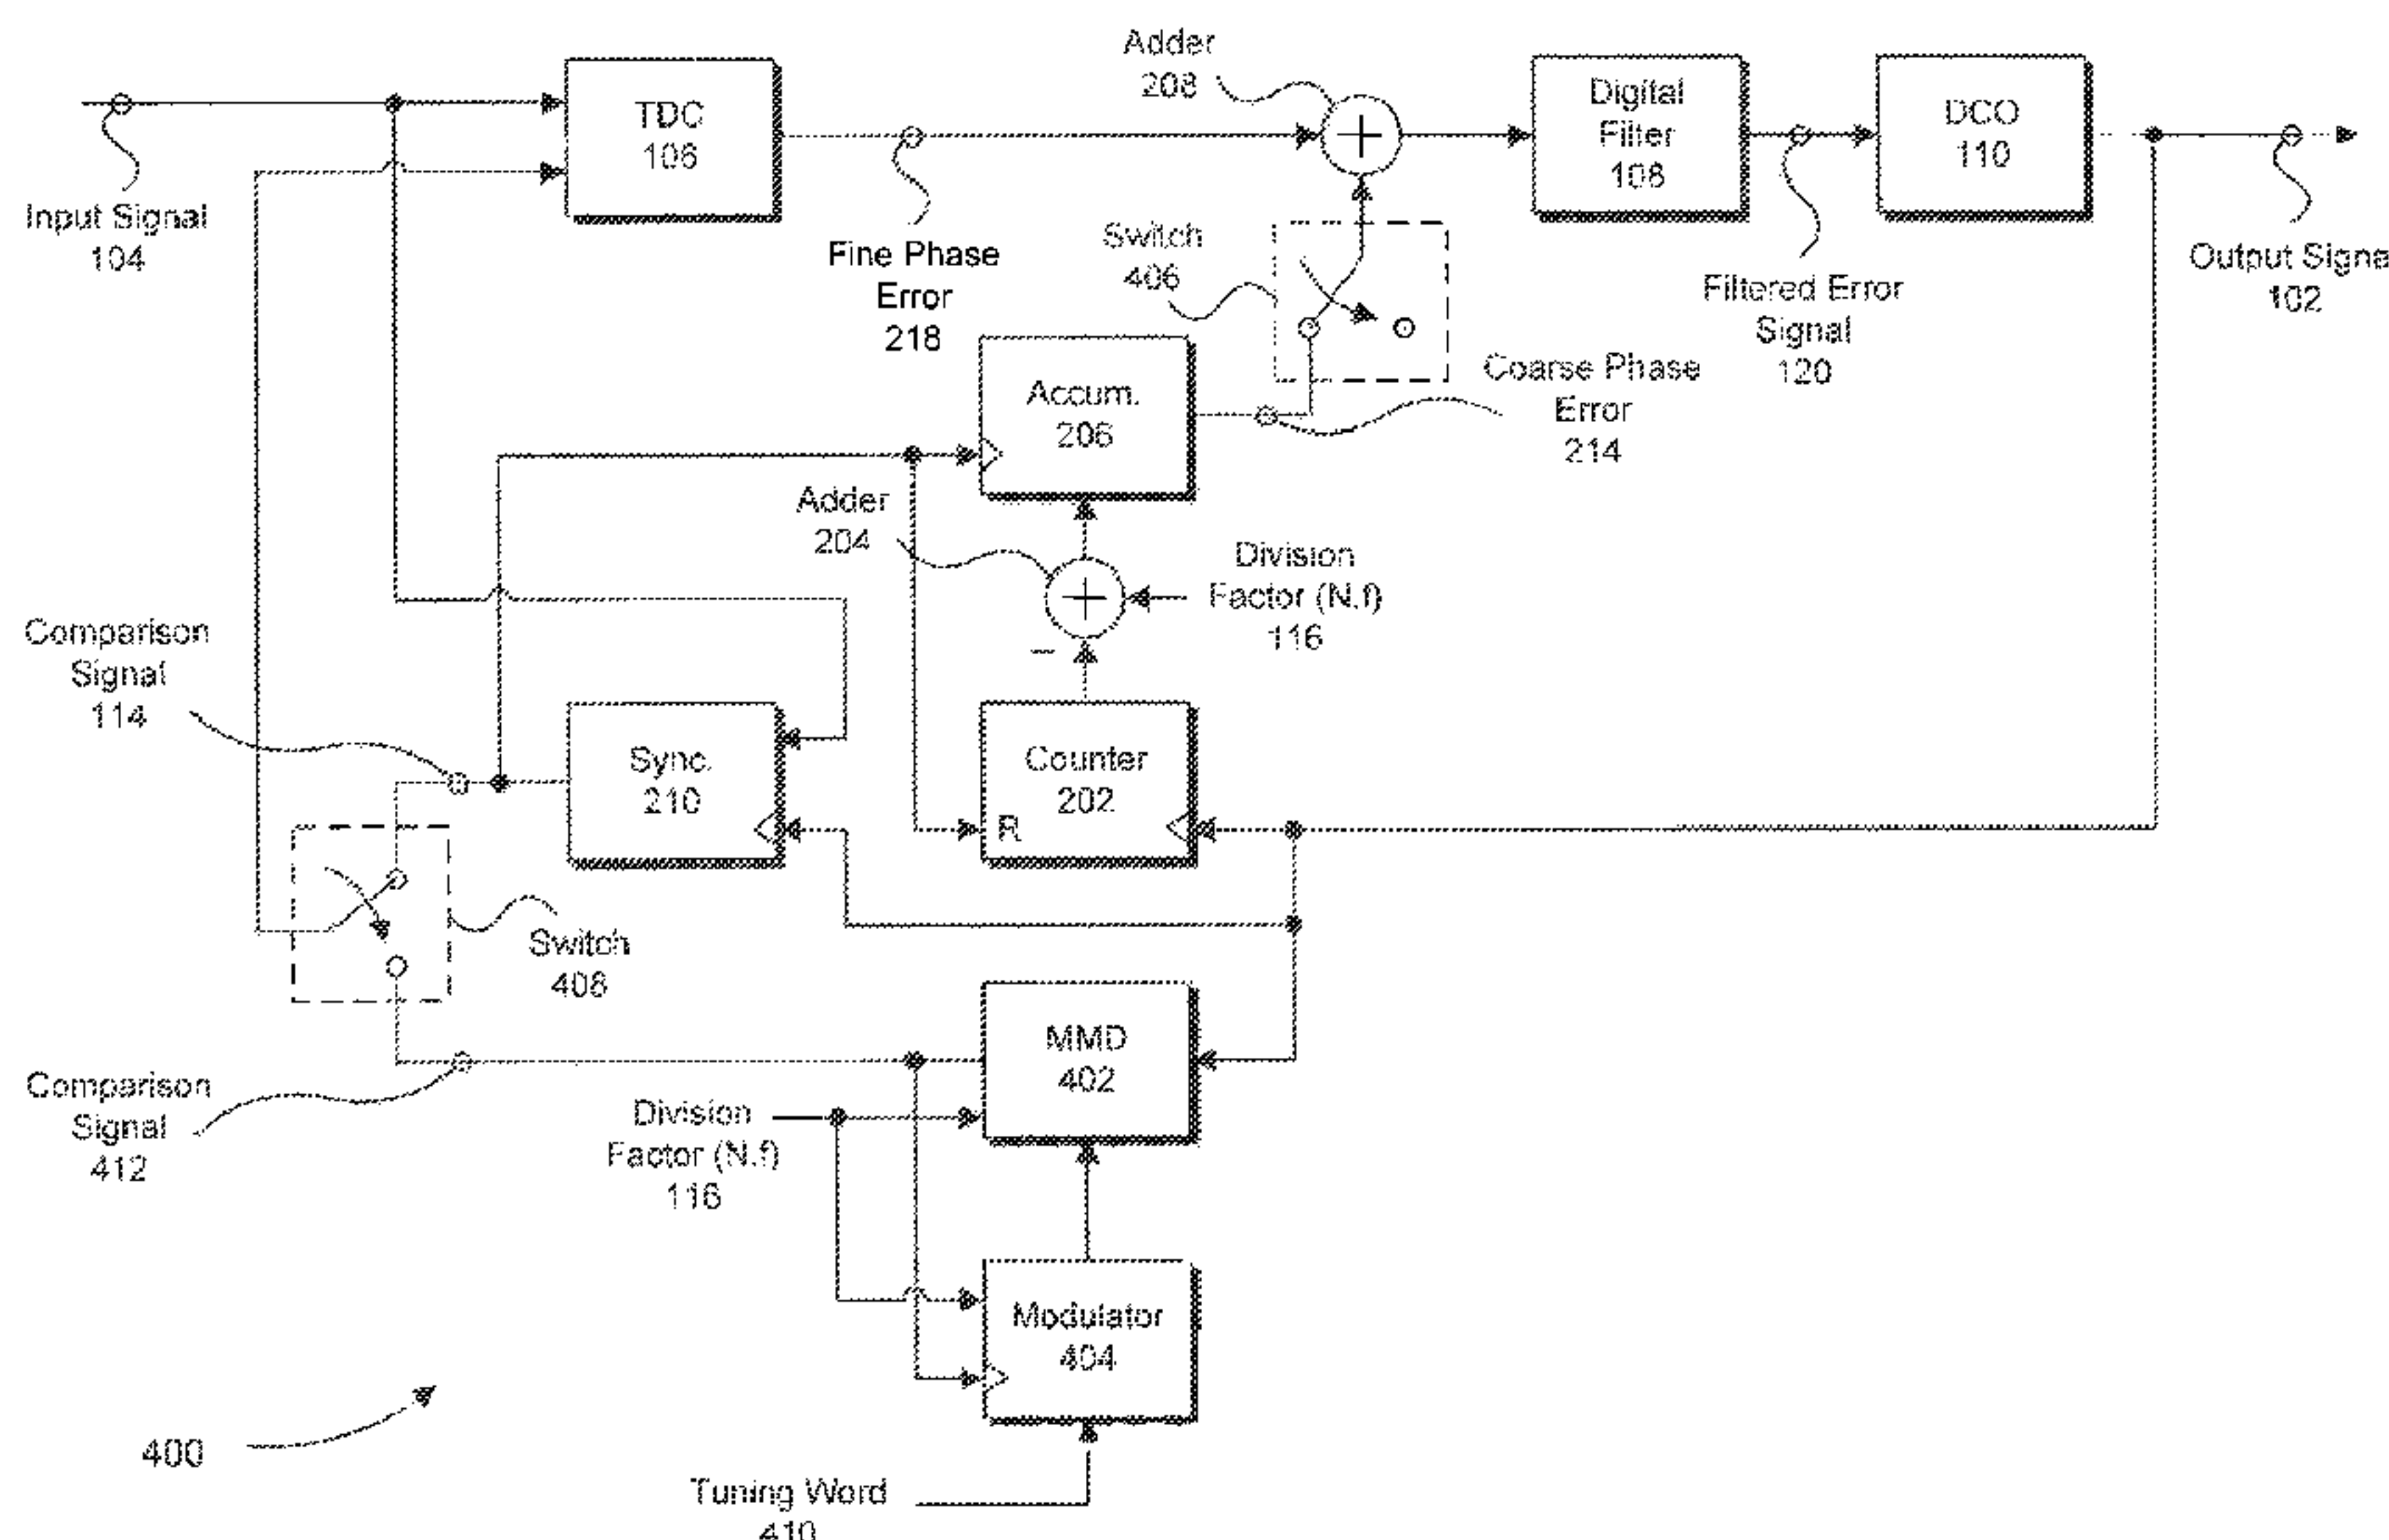 Adder
208
TDC
106
Digital
Filter
108
DCO
110
Input Signal
104
Fine Phase
Error
218
Switch
406
Filtered Error
Signal
120
Output Signa
102
Accum.
206
Coarse Phase
Error
214
Adder
204
Division
Factor (N.f)
116
+
+
–
Comparison
Signal
114
Sync.
210
Counter
202
R
Switch
408
MMD
402
Comparison
Signal
412
Division
Factor (N.f)
116
Modulator
404
400
Tuning Word
410